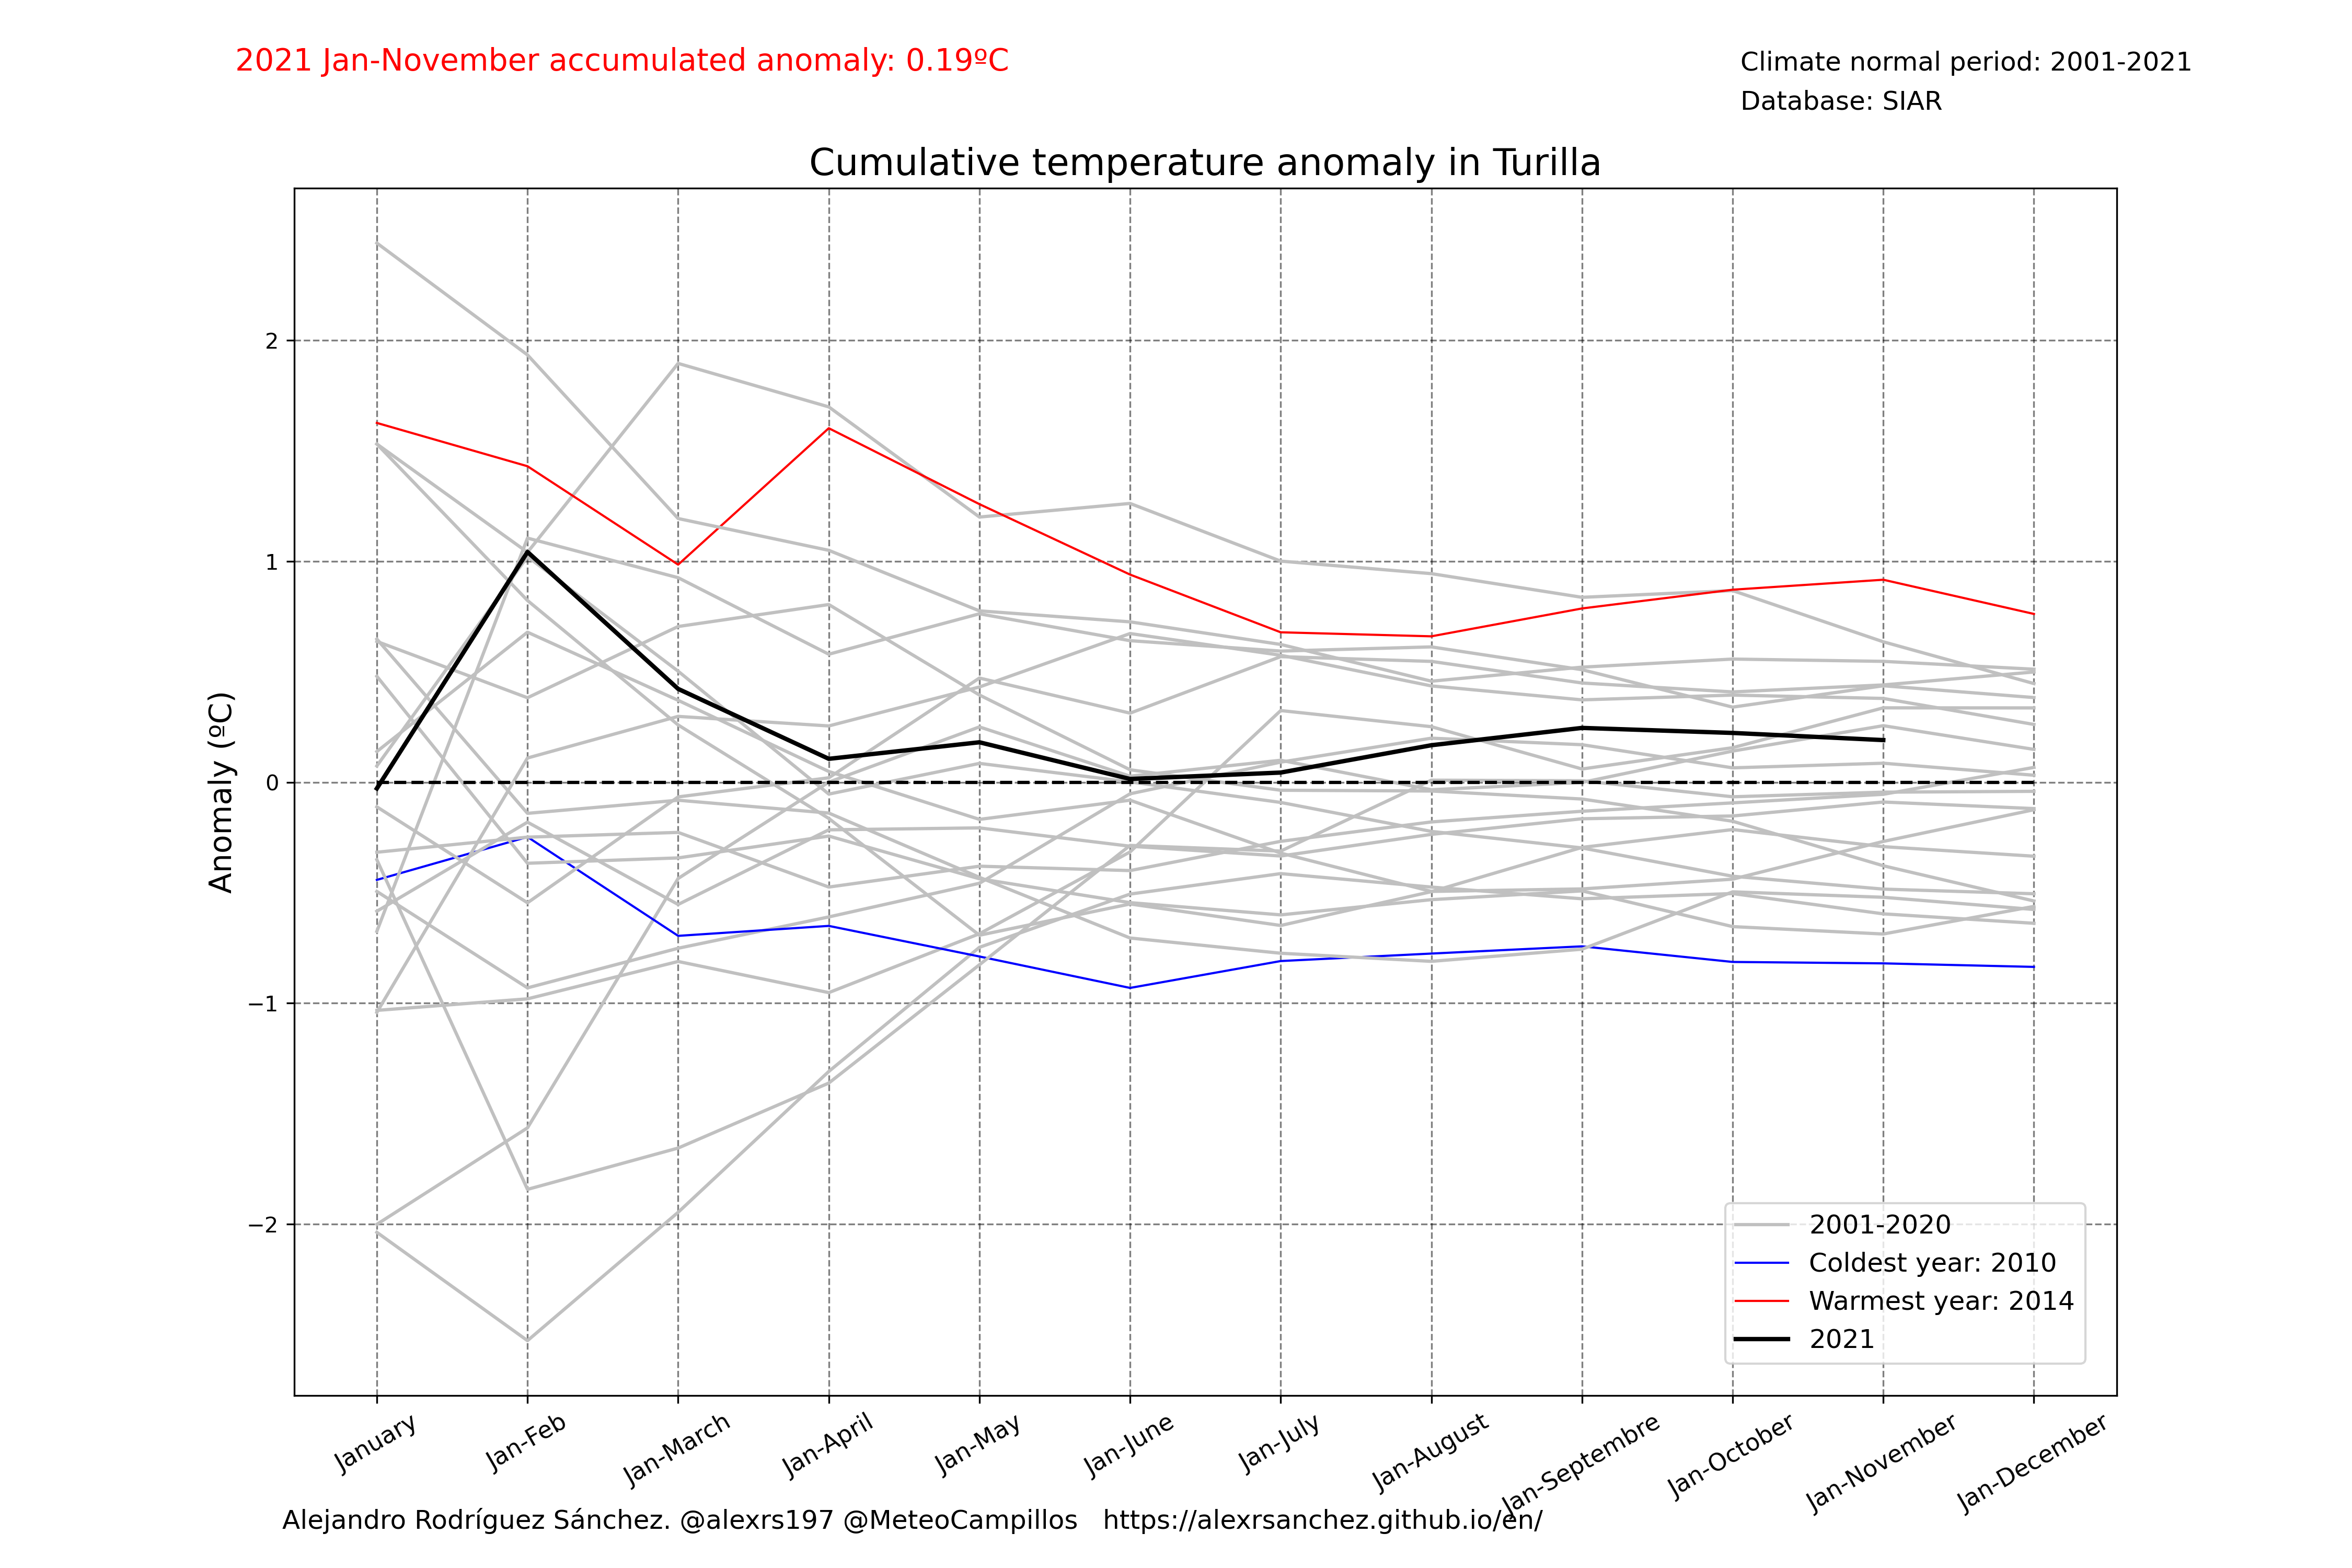 2021 Jan-November accumulated anomaly: 0.19ºC
Climate normal period: 2001-2021
Database: SIAR
Cumulative temperature anomaly in Turilla
Anomaly (ºC)
2
1
0
−1
−2
2001-2020
Coldest year: 2010
Warmest year: 2014
2021
January
Jan-Feb
Jan-March
Jan-April
Jan-May
Jan-June
Jan-July
Jan-August
Jan-Septembre
Jan-October
Jan-November
Jan-December
Alejandro Rodríguez Sánchez. @alexrs197 @MeteoCampillos   https://alexrsanchez.github.io/en/